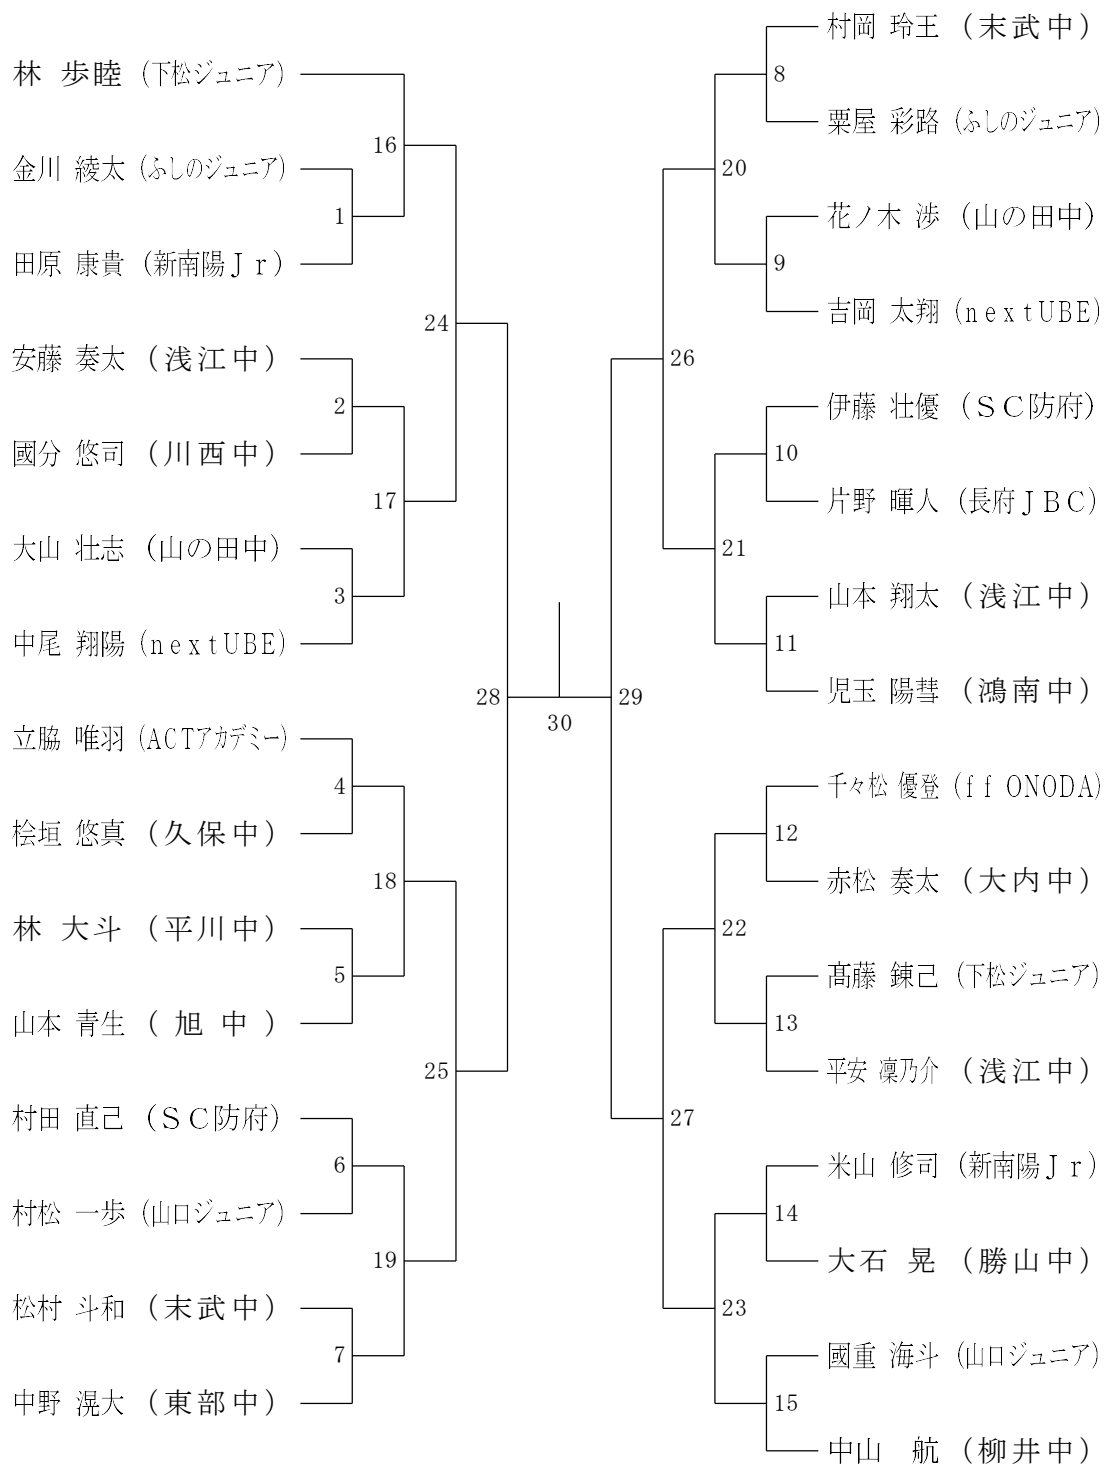 林 歩睦 (下松ジュニア)
金川 綾太 (ふしのジュニア)
田原 康貴 (新南陽Ｊｒ)
安藤 奏太 (浅江中)
國分 悠司 (川西中)
大山 壮志 (山の田中)
中尾 翔陽 (nextUBE)
立脇 唯羽 (ACTアカデミー)
桧垣 悠真 (久保中)
林 大斗 (平川中)
山本 青生 (旭中)
村田 直己 (ＳＣ防府)
村松 一歩 (山口ジュニア)
松村 斗和 (末武中)
中野 滉大 (東部中)
1
2
3
4
5
6
7
16
17
18
19
24
25
28
30
29
26
27
20
21
22
23
8
9
10
11
12
13
14
15
村岡 玲王 (末武中)
粟屋 彩路 (ふしのジュニア)
花ノ木 渉 (山の田中)
吉岡 太翔 (nextUBE)
伊藤 壮優 (ＳＣ防府)
片野 暉人 (長府ＪＢＣ)
山本 翔太 (浅江中)
児玉 陽彗 (鴻南中)
千々松 優登 (ff ONODA)
赤松 奏太 (大内中)
髙藤 錬己 (下松ジュニア)
平安 凜乃介 (浅江中)
米山 修司 (新南陽Ｊｒ)
大石 晃 (勝山中)
國重 海斗 (山口ジュニア)
中山 航 (柳井中)